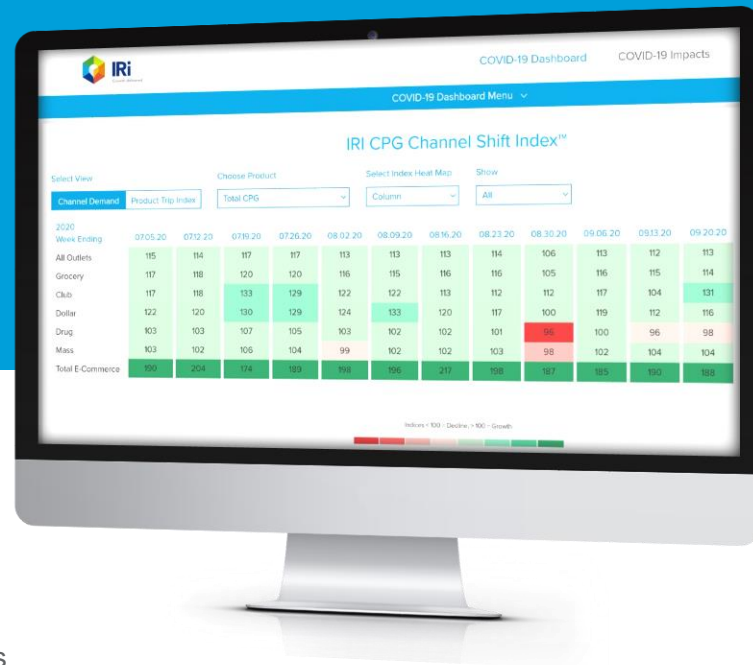 IRi
COVID-19 Dashboard COVID-19 Impacts
COVID-19 Dashboard Menu
IRI CPG Channel Shift Index™
Select View Choose Product Select Index Heat Map Show
Channel Demand Product Trip Index Total CPG Column All
2020
Week Ending 07.05.20 07.12.20 07.19.20 07.26.20 08.02.20 08.09.20 08.16.20 08.23.20 08.30.20 09.06.20 09.13.20 09.20.20
All Outlets 115 114 117 117 113 113 113 114 106 113 112 113
Grocery 117 118 120 120 116 115 116 116 105 116 115 114
Club 117 118 133 129 122 122 113 112 112 117 104 131
Dollar 122 120 130 129 124 133 120 117 100 119 112 116
Drug 103 103 107 105 103 102 102 101 96 100 96 98
Mass 103 102 106 104 99 102 102 103 98 102 104 104
Total E-Commerce 190 204 174 189 198 196 217 198 187 185 190 188
Indices < 100 = Decline, > 100 = Growth
s